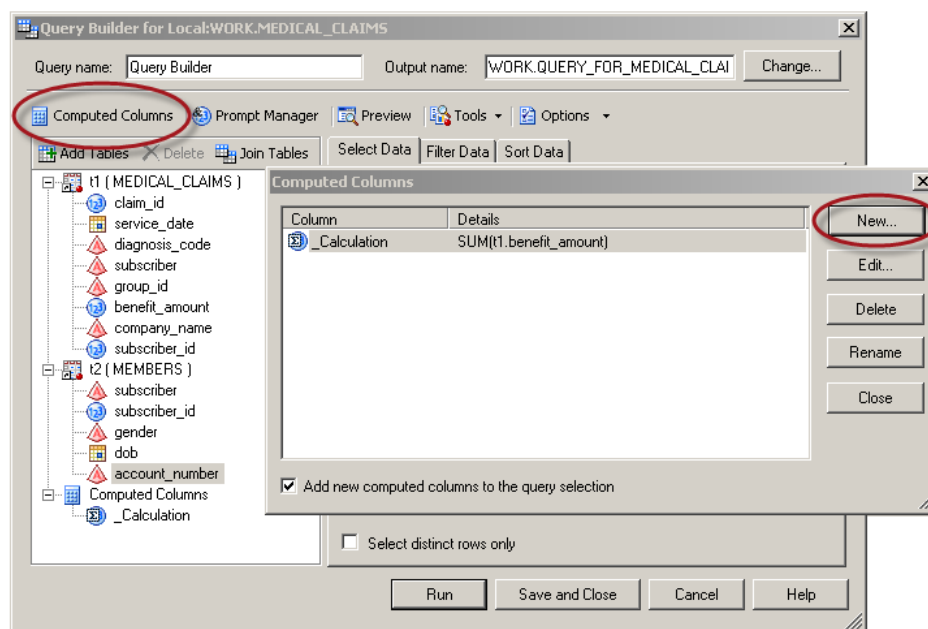 Query Builder for Local:WORK.MEDICAL_CLAIMS
Query name: Query Builder Output name: WORK.QUERY_FOR_MEDICAL_CLAI Change...
Computed Columns Prompt Manager Preview Tools Options
Add Tables Delete Join Tables Select Data Filter Data Sort Data
t1 ( MEDICAL_CLAIMS )
claim_id
service_date
diagnosis_code
subscriber
group_id
benefit_amount
company_name
subscriber_id
t2 ( MEMBERS )
subscriber
subscriber_id
gender
dob
account_number
Computed Columns
_Calculation
Computed Columns
Column Details
_Calculation SUM(t1.benefit_amount)
New...
Edit...
Delete
Rename
Close
Add new computed columns to the query selection
Select distinct rows only
Run Save and Close Cancel Help